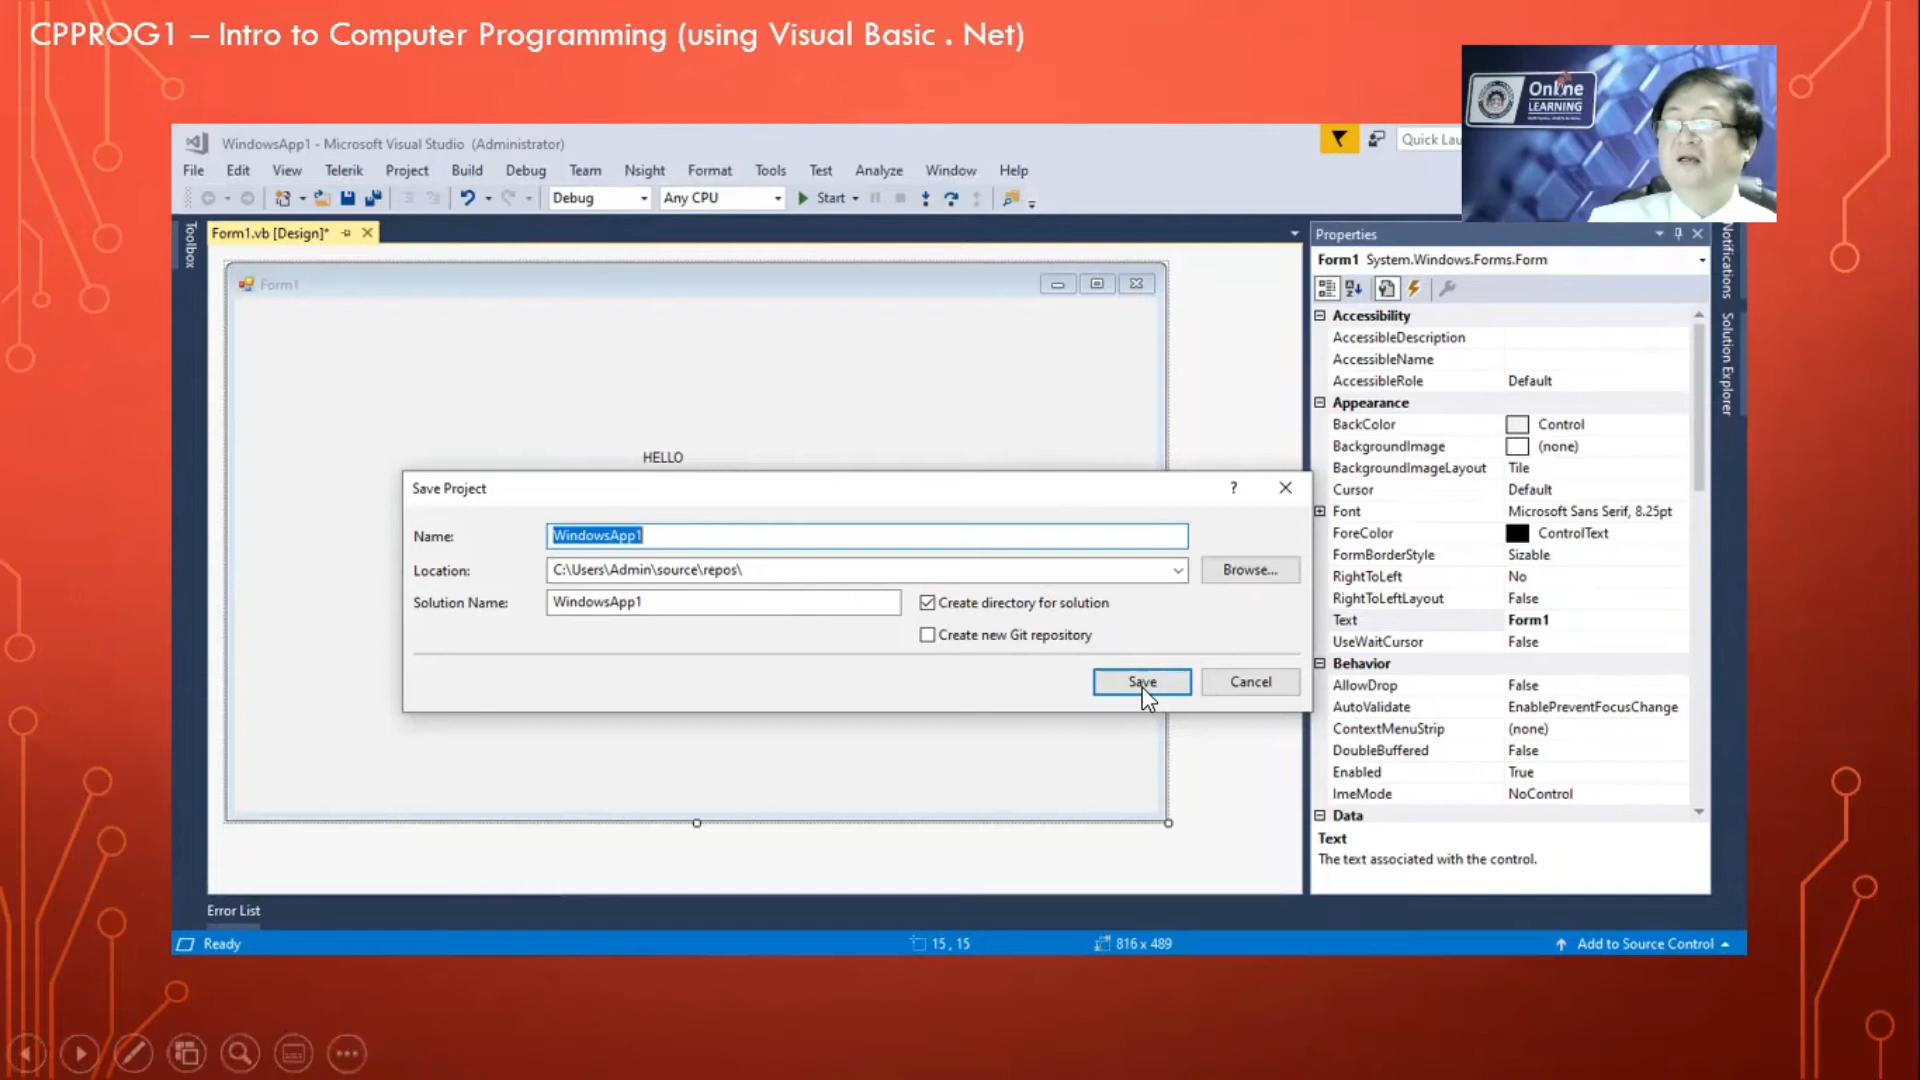 CPPROG1 – Intro to Computer Programming (using Visual Basic . Net)
Online
LEARNING
WindowsApp1 - Microsoft Visual Studio (Administrator)
Quick Lau
File Edit View Telerik Project Build Debug Team Nsight Format Tools Test Analyze Window Help
Debug Any CPU Start
Toolbox
Form1.vb [Design]*
Form1
HELLO
Save Project
?
Name: WindowsApp1
Location: C:\Users\Admin\source\repos\ Browse...
Solution Name: WindowsApp1 Create directory for solution
Create new Git repository
Save Cancel
Properties
Form1 System.Windows.Forms.Form
Accessibility
AccessibleDescription
AccessibleName
AccessibleRole Default
Appearance
BackColor Control
BackgroundImage (none)
BackgroundImageLayout Tile
Cursor Default
Font Microsoft Sans Serif, 8.25pt
ForeColor ControlText
FormBorderStyle Sizable
RightToLeft No
RightToLeftLayout False
Text Form1
UseWaitCursor False
Behavior
AllowDrop False
AutoValidate EnablePreventFocusChange
ContextMenuStrip (none)
DoubleBuffered False
Enabled True
ImeMode NoControl
Data
Text
The text associated with the control.
Notifications
Solution Explorer
Error List
Ready 15 , 15 816 x 489 Add to Source Control